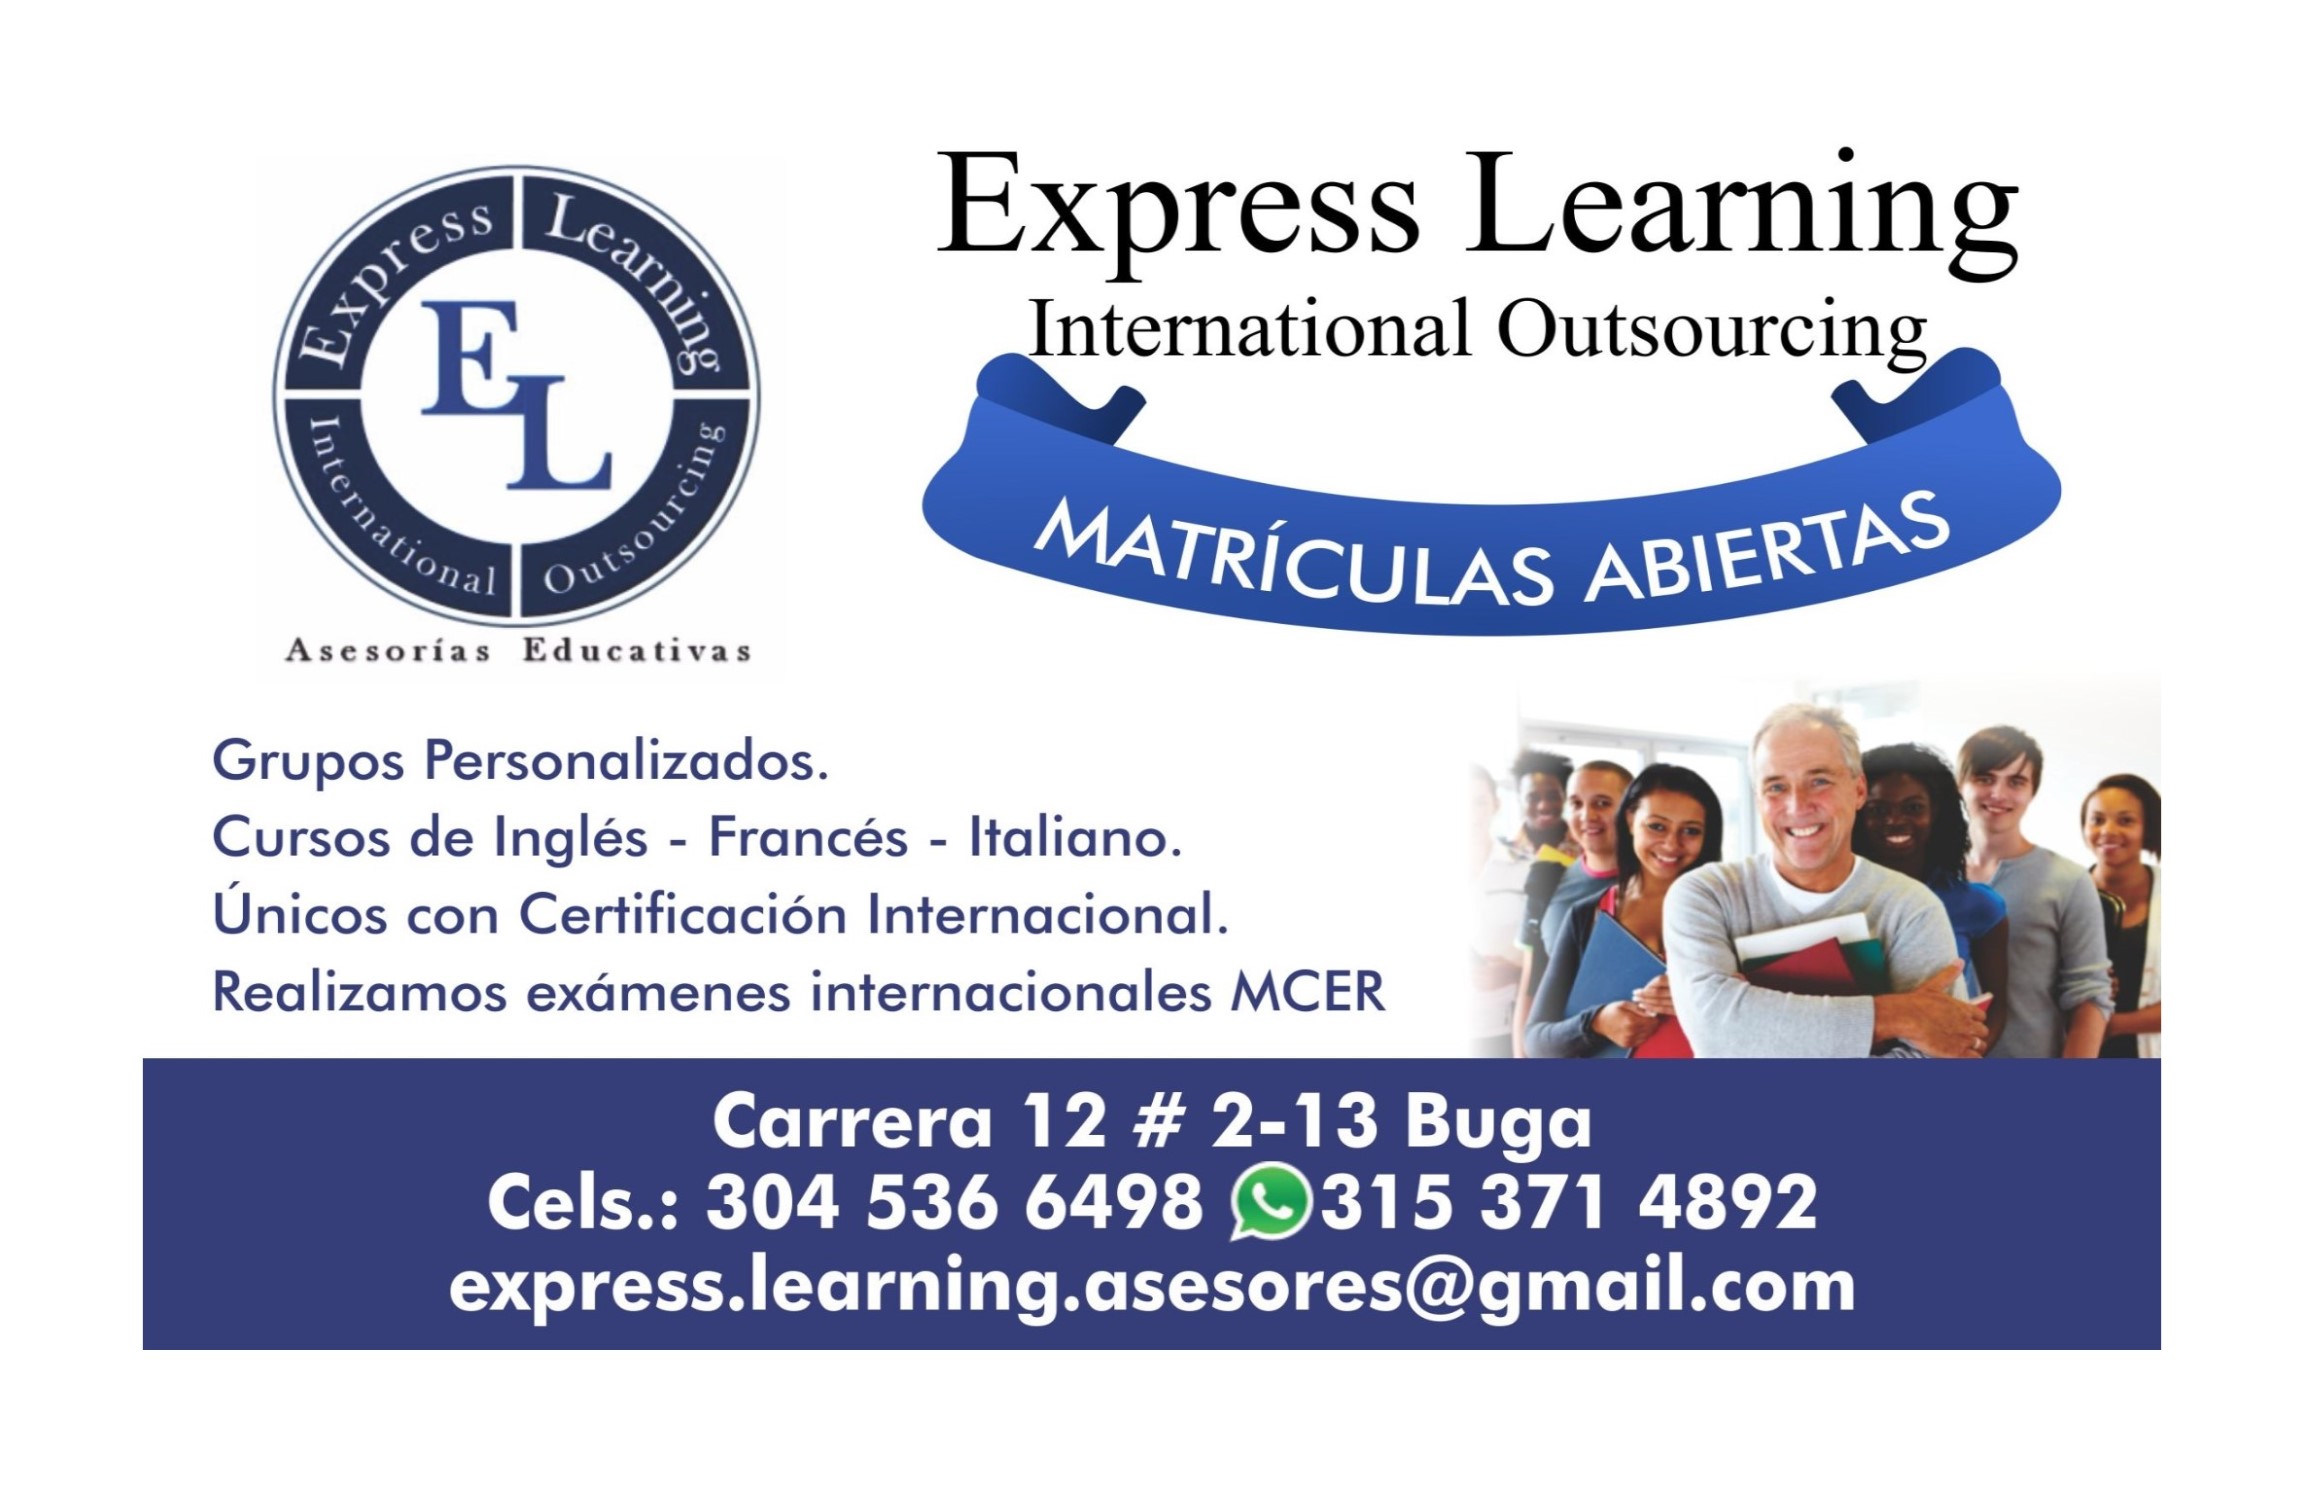 Express Learning
International Outsourcing
EL
Asesorías Educativas
Express Learning
International Outsourcing
MATRÍCULAS ABIERTAS
Grupos Personalizados.
Cursos de Inglés - Francés - Italiano.
Únicos con Certificación Internacional.
Realizamos exámenes internacionales MCER
Carrera 12 # 2-13 Buga
Cels.: 304 536 6498 315 371 4892
express.learning.asesores@gmail.com